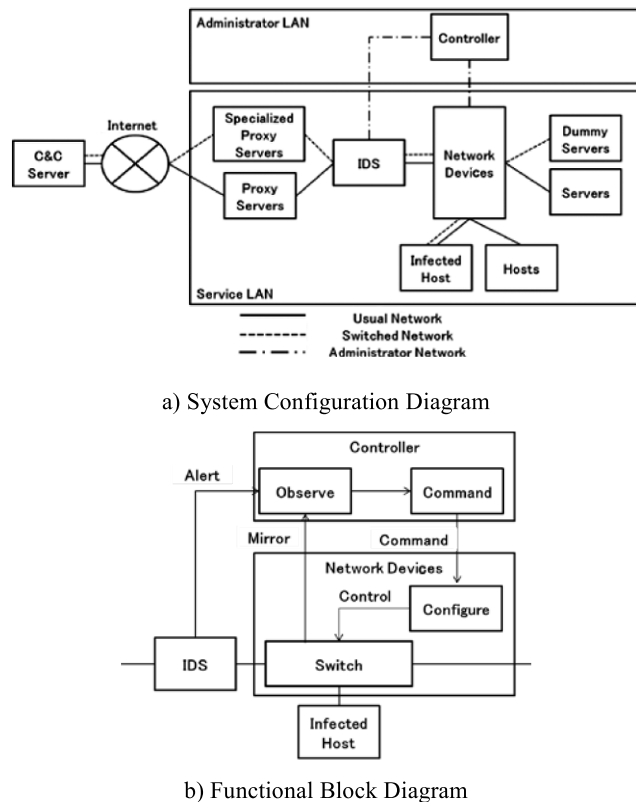 Administrator LAN
Controller
Internet
Specialized
Proxy
Servers
C&C
Server
IDS
Network
Devices
Dummy
Servers
Proxy
Servers
Servers
Infected
Host
Hosts
Service LAN
Usual Network
Switched Network
Administrator Network
a) System Configuration Diagram
Controller
Alert
Observe
Command
Mirror
Command
Network Devices
Control
Configure
IDS
Switch
Infected
Host
b) Functional Block Diagram